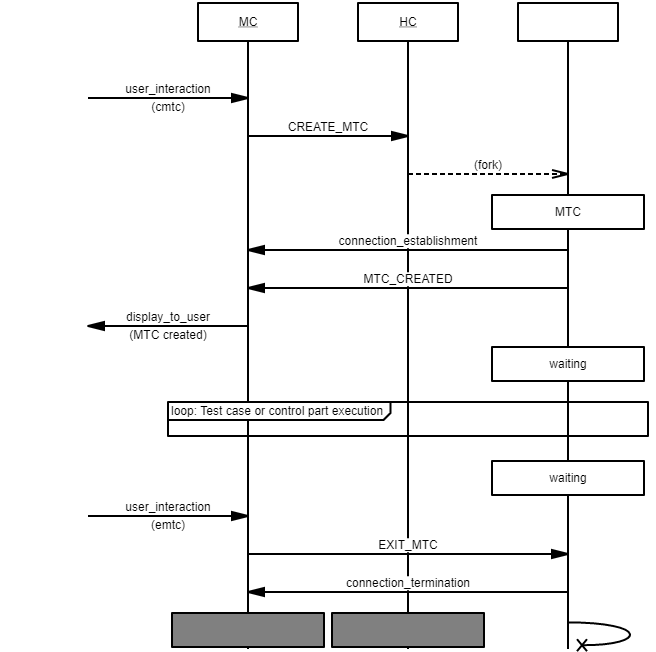 MC
HC
user_interaction
(cmtc)
CREATE_MTC
(fork)
MTC
connection_establishment
MTC_CREATED
display_to_user
(MTC created)
waiting
loop: Test case or control part execution
waiting
user_interaction
(emtc)
EXIT_MTC
connection_termination